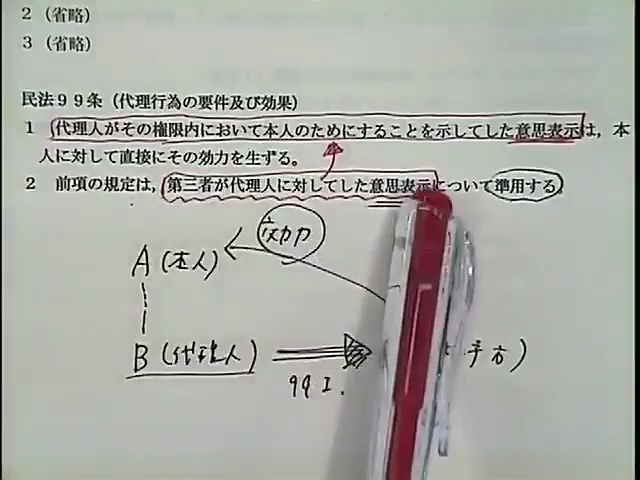 2（省略）
3（省略）
民法99条（代理行為の要件及び効果）
1 代理人がその権限内において本人のためにすることを示してした意思表示は，本
人に対して直接にその効力を生ずる。
2 前項の規定は，第三者が代理人に対してした意思表示について準用する。
効力
A（本人）
B（代理人）
手方）
99 I.